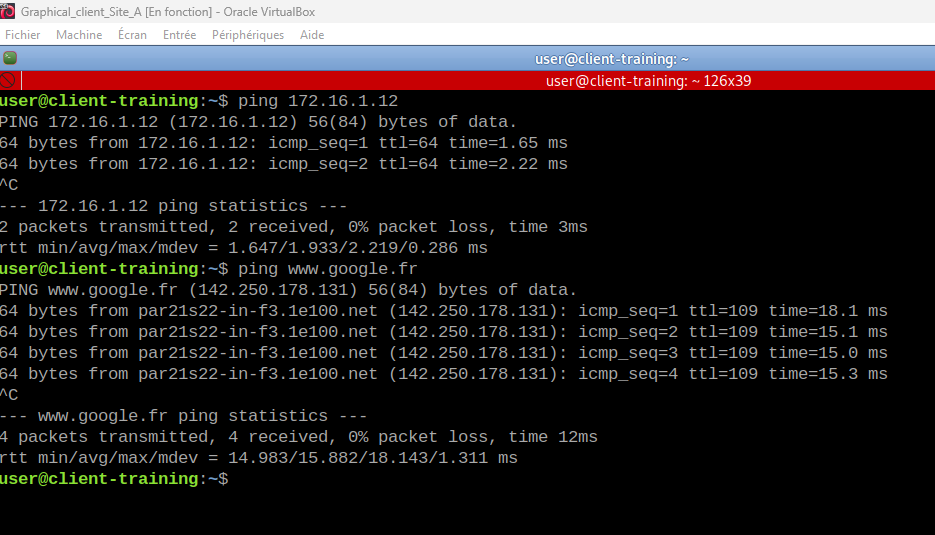 Graphical_client_Site_A [En fonction] - Oracle VirtualBox
Fichier Machine Écran Entrée Périphériques Aide
user@client-training: ~
user@client-training: ~ 126x39
user@client-training:~$ ping 172.16.1.12
PING 172.16.1.12 (172.16.1.12) 56(84) bytes of data.
64 bytes from 172.16.1.12: icmp_seq=1 ttl=64 time=1.65 ms
64 bytes from 172.16.1.12: icmp_seq=2 ttl=64 time=2.22 ms
^C
--- 172.16.1.12 ping statistics ---
2 packets transmitted, 2 received, 0% packet loss, time 3ms
rtt min/avg/max/mdev = 1.647/1.933/2.219/0.286 ms
user@client-training:~$ ping www.google.fr
PING www.google.fr (142.250.178.131) 56(84) bytes of data.
64 bytes from par21s22-in-f3.1e100.net (142.250.178.131): icmp_seq=1 ttl=109 time=18.1 ms
64 bytes from par21s22-in-f3.1e100.net (142.250.178.131): icmp_seq=2 ttl=109 time=15.1 ms
64 bytes from par21s22-in-f3.1e100.net (142.250.178.131): icmp_seq=3 ttl=109 time=15.0 ms
64 bytes from par21s22-in-f3.1e100.net (142.250.178.131): icmp_seq=4 ttl=109 time=15.3 ms
^C
--- www.google.fr ping statistics ---
4 packets transmitted, 4 received, 0% packet loss, time 12ms
rtt min/avg/max/mdev = 14.983/15.882/18.143/1.311 ms
user@client-training:~$